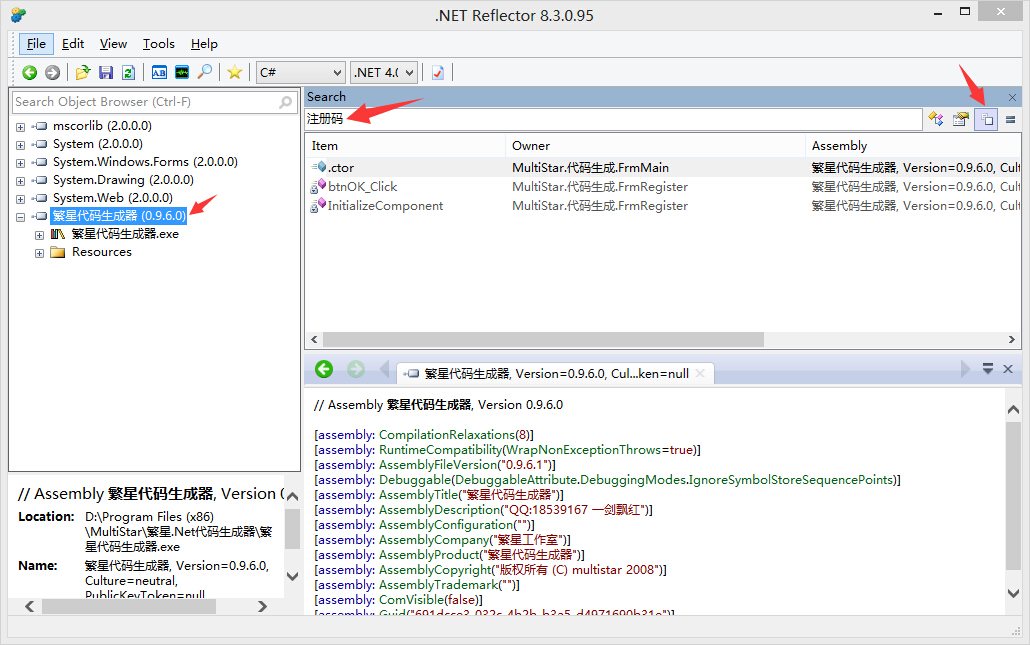 .NET Reflector 8.3.0.95
File Edit View Tools Help
C# .NET 4.(
Search Object Browser (Ctrl-F)
mscorlib (2.0.0.0)
System (2.0.0.0)
System.Windows.Forms (2.0.0.0)
System.Drawing (2.0.0.0)
System.Web (2.0.0.0)
繁星代码生成器 (0.9.6.0)
繁星代码生成器.exe
Resources
// Assembly 繁星代码生成器, Version (
Location: D:\Program Files (x86)
\MultiStar\繁星.Net代码生成器\繁
星代码生成器.exe
Name: 繁星代码生成器, Version=0.9.6.0,
Culture=neutral,
PublicKeyToken=null
Search
注册码
Item Owner Assembly
.ctor MultiStar.代码生成.FrmMain 繁星代码生成器, Version=0.9.6.0, Cult
btnOK_Click MultiStar.代码生成.FrmRegister 繁星代码生成器, Version=0.9.6.0, Cult
InitializeComponent MultiStar.代码生成.FrmRegister 繁星代码生成器, Version=0.9.6.0, Cult
繁星代码生成器, Version=0.9.6.0, Cul...ken=null
// Assembly 繁星代码生成器, Version 0.9.6.0
[assembly: CompilationRelaxations(8)]
[assembly: RuntimeCompatibility(WrapNonExceptionThrows=true)]
[assembly: AssemblyFileVersion("0.9.6.1")]
[assembly: Debuggable(DebuggableAttribute.DebuggingModes.IgnoreSymbolStoreSequencePoints)]
[assembly: AssemblyTitle("繁星代码生成器")]
[assembly: AssemblyDescription("QQ:18539167 一剑飘红")]
[assembly: AssemblyConfiguration("")]
[assembly: AssemblyCompany("繁星工作室")]
[assembly: AssemblyProduct("繁星代码生成器")]
[assembly: AssemblyCopyright("版权所有 (C) multistar 2008")]
[assembly: AssemblyTrademark("")]
[assembly: ComVisible(false)]